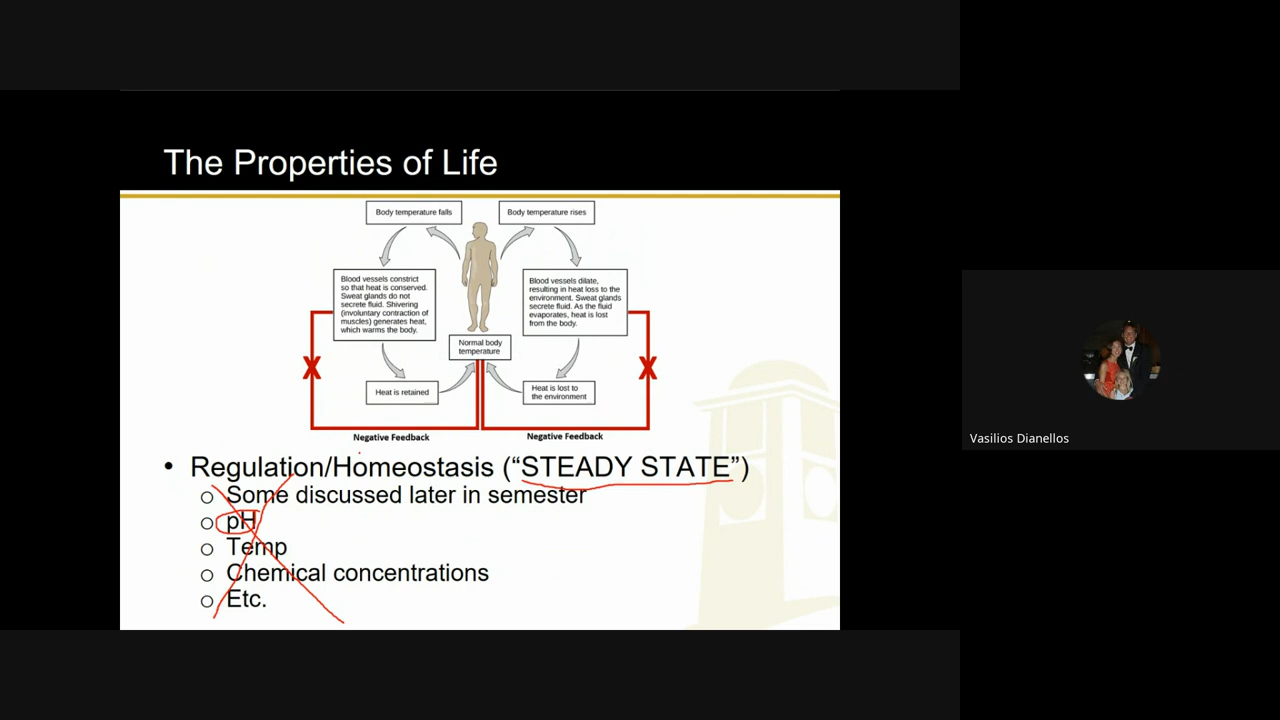 The Properties of Life
Body temperature falls
Body temperature rises
Blood vessels constrict
so that heat is conserved.
Sweat glands do not
secrete fluid. Shivering
(involuntary contraction of
muscles) generates heat,
which warms the body.
Blood vessels dilate,
resulting in heat loss to the
environment. Sweat glands
secrete fluid. As the fluid
evaporates, heat is lost
from the body.
X
X
Normal body
temperature
Heat is retained
Heat is lost to
the environment
Negative Feedback
Negative Feedback
• Regulation/Homeostasis (“STEADY STATE”)
o Some discussed later in semester
o pH
o Temp
o Chemical concentrations
o Etc.
Vasilios Dianellos